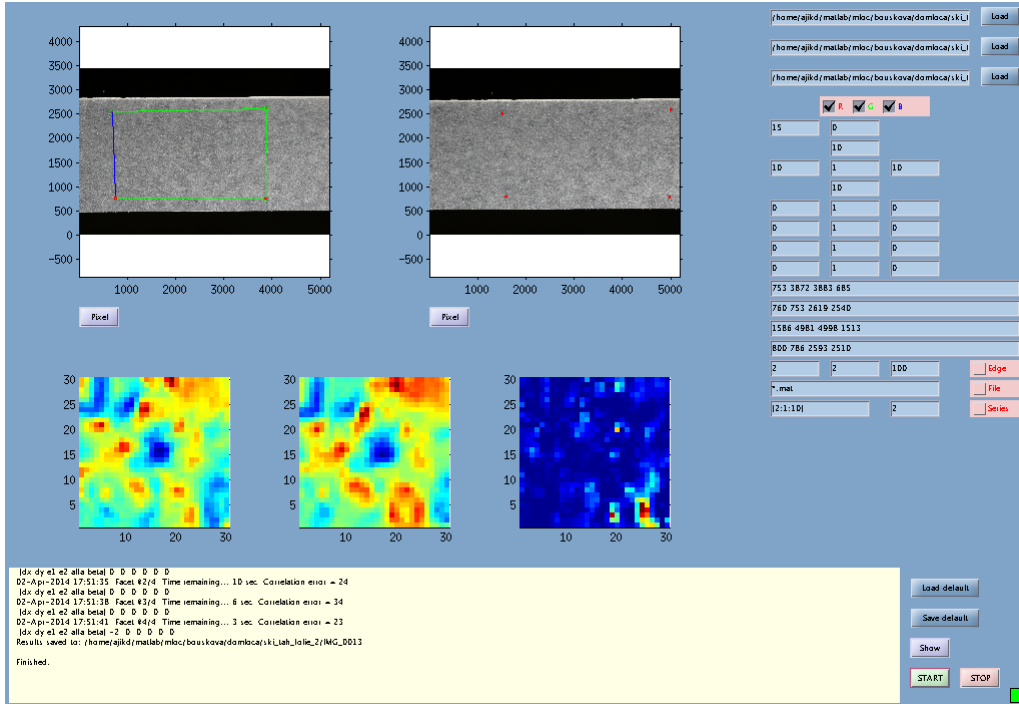 4000
3500
3000
2500
2000
1500
1000
500
0
−500
1000 2000 3000 4000 5000
Pixel
4000
3500
3000
2500
2000
1500
1000
500
0
−500
1000 2000 3000 4000 5000
Pixel
/home/ajikd/matlab/mloc/bouskova/domloca/ski_l Load
/home/ajikd/matlab/mloc/bouskova/domloca/ski_l Load
/home/ajikd/matlab/mloc/bouskova/domloca/ski_l Load
R G B
15 0
10
10 1 10
10
0 1 0
0 1 0
0 1 0
0 1 0
753 3872 3883 685
760 753 2619 2540
1586 4981 4998 1513
800 786 2593 2510
2 2 100 Edge
*.mat File
(2:1:10) 2 Series
30
25
20
15
10
5
10 20 30
30
25
20
15
10
5
10 20 30
30
25
20
15
10
5
10 20 30
(dx dy e1 e2 alfa beta) 0 0 0 0 0 0
02-Apr-2014 17:51:35 Facet #2/4 Time remaining... 10 sec. Correlation error = 24
(dx dy e1 e2 alfa beta) 0 0 0 0 0 0
02-Apr-2014 17:51:38 Facet #3/4 Time remaining... 6 sec. Correlation error = 34
(dx dy e1 e2 alfa beta) 0 0 0 0 0 0
02-Apr-2014 17:51:41 Facet #4/4 Time remaining... 3 sec. Correlation error = 23
(dx dy e1 e2 alfa beta) -2 0 0 0 0 0
Results saved to: /home/ajikd/matlab/mloc/bouskova/domloca/ski_tah_lolie_2/IMG_0013
Finished.
Load default
Save default
Show
START STOP